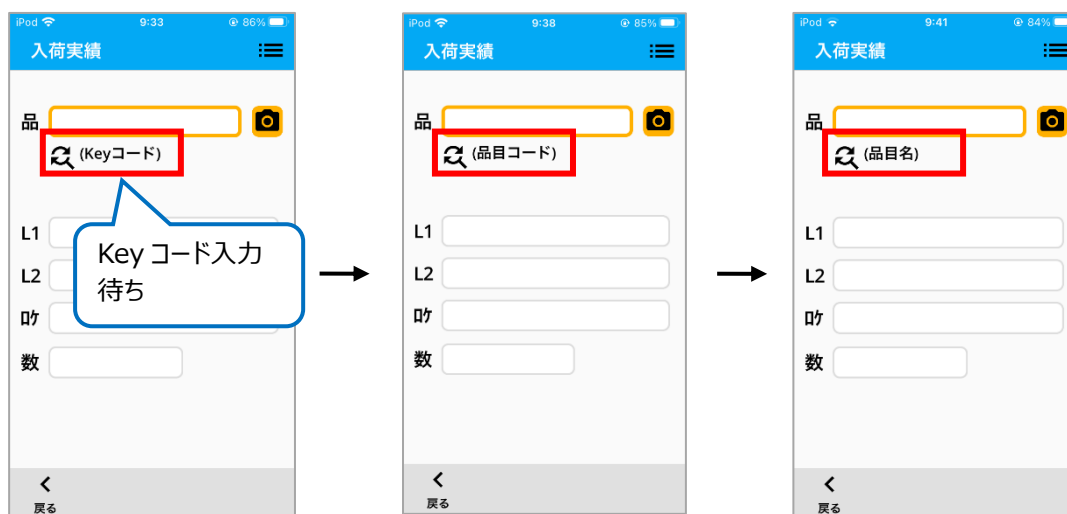 iPod 9:33 86%
入荷実績
品
(Keyコード)
Key コード入力
待ち
L1
L2
ﾛｹ
数
戻る
iPod 9:38 85%
入荷実績
品
(品目コード)
L1
L2
ﾛｹ
数
戻る
iPod 9:41 84%
入荷実績
品
(品目名)
L1
L2
ﾛｹ
数
戻る